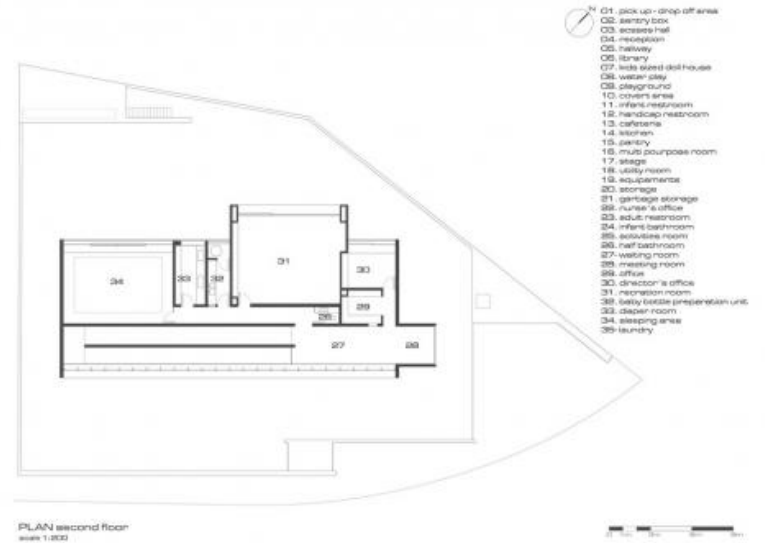 N
01. pick up - drop off area
02. sentry box
03. access hall
04. reception
05. hallway
06. library
07. kids sized doll house
08. water play
09. playground
10. covers area
11. infant restroom
12. handicap restroom
13. cafeteria
14. kitchen
15. pantry
16. multi pourpose room
17. stage
18. utility room
19. equipaments
20. storage
21. garbage storage
22. nurse's office
23. adult restroom
24. infant bathroom
25. activities room
26. half bathroom
27- waiting room
28. meeting room
29. office
30. director's office
31. recreation room
32. baby bottle preparation unit
33. diaper room
34. sleeping area
35- laundry
34
33
32
31
30
29
26
27
28
PLAN second floor
scale 1:200